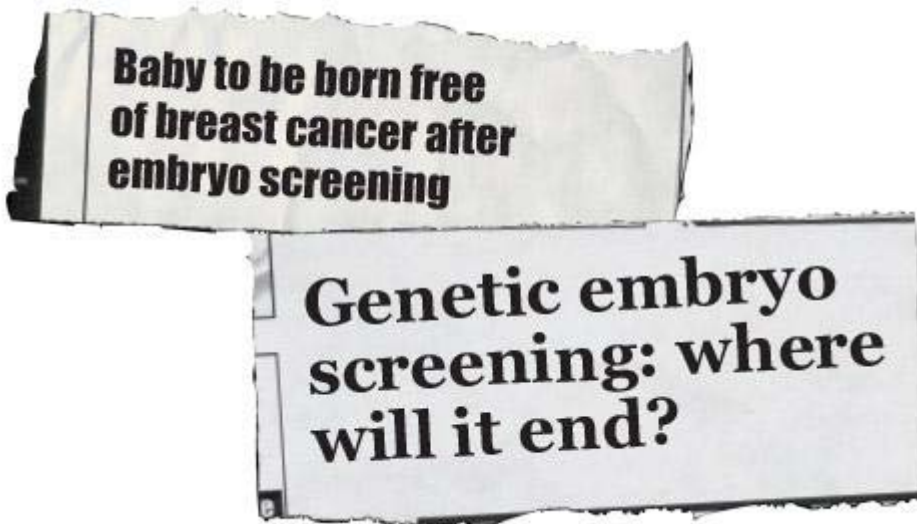 Baby to be born free
of breast cancer after
embryo screening
Genetic embryo
screening: where
will it end?
e